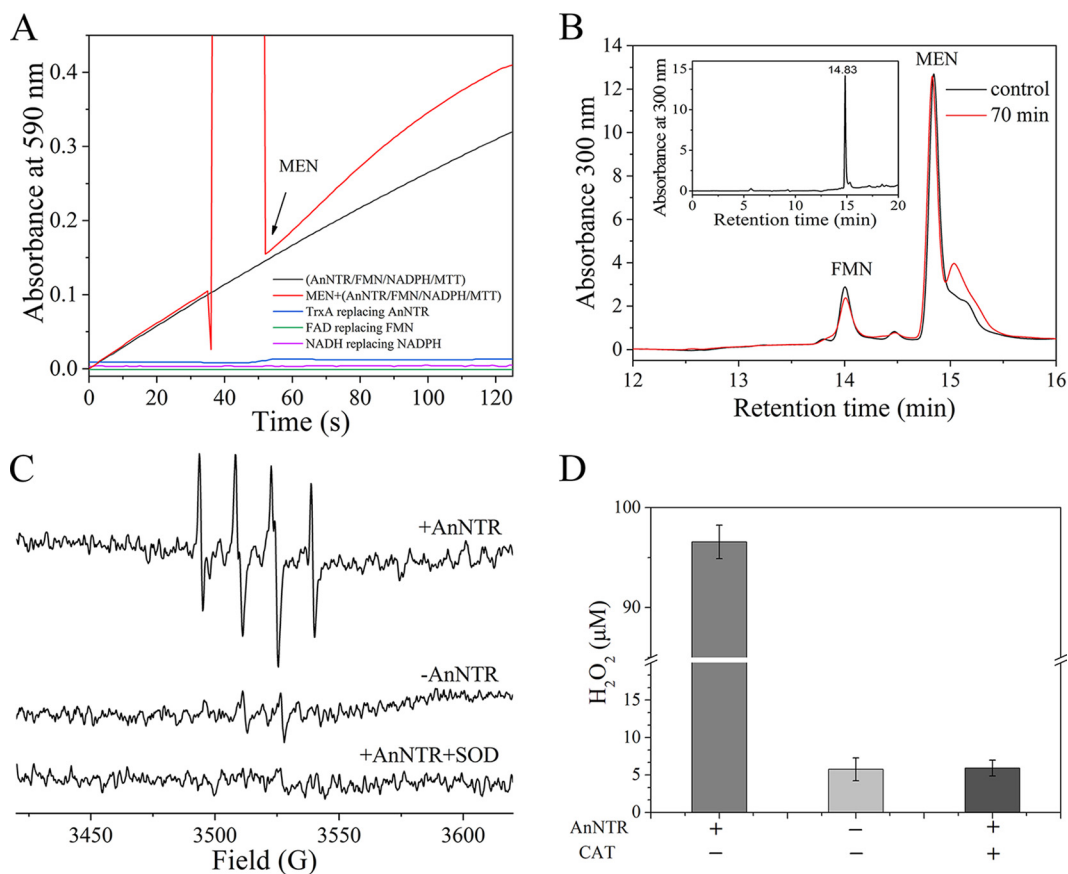 A
Absorbance at 590 nm
0.4
0.3
0.2
0.1
0.0
MEN
(AnNTR/FMN/NADPH/MTT)
MEN+(AnNTR/FMN/NADPH/MTT)
TrxA replacing AnNTR
FAD replacing FMN
NADH replacing NADPH
0 20 40 60 80 100 120
Time (s)
B
Absorbance 300 nm
14
12
10
8
6
4
2
0
MEN
control
70 min
FMN
14.83
Absorbance at 300 nm
15
10
5
0
0 5 10 15 20
Retention time (min)
12 13 14 15 16
Retention time (min)
C
+AnNTR
-AnNTR
+AnNTR+SOD
3450 3500 3550 3600
Field (G)
D
H₂O₂ (μM)
100
90
15
10
5
0
AnNTR + − +
CAT − − +